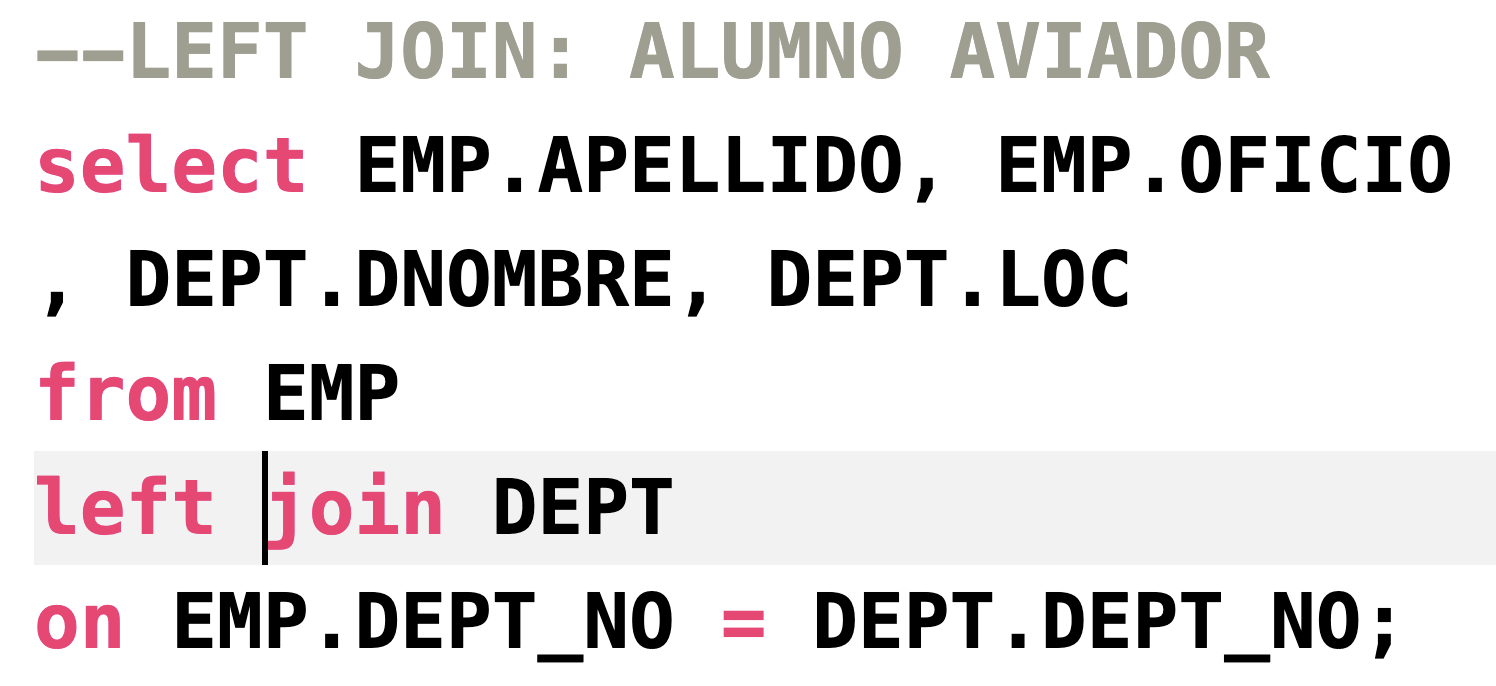 --LEFT JOIN: ALUMNO AVIADOR
select EMP.APELLIDO, EMP.OFICIO
, DEPT.DNOMBRE, DEPT.LOC
from EMP
left join DEPT
on EMP.DEPT_NO = DEPT.DEPT_NO;